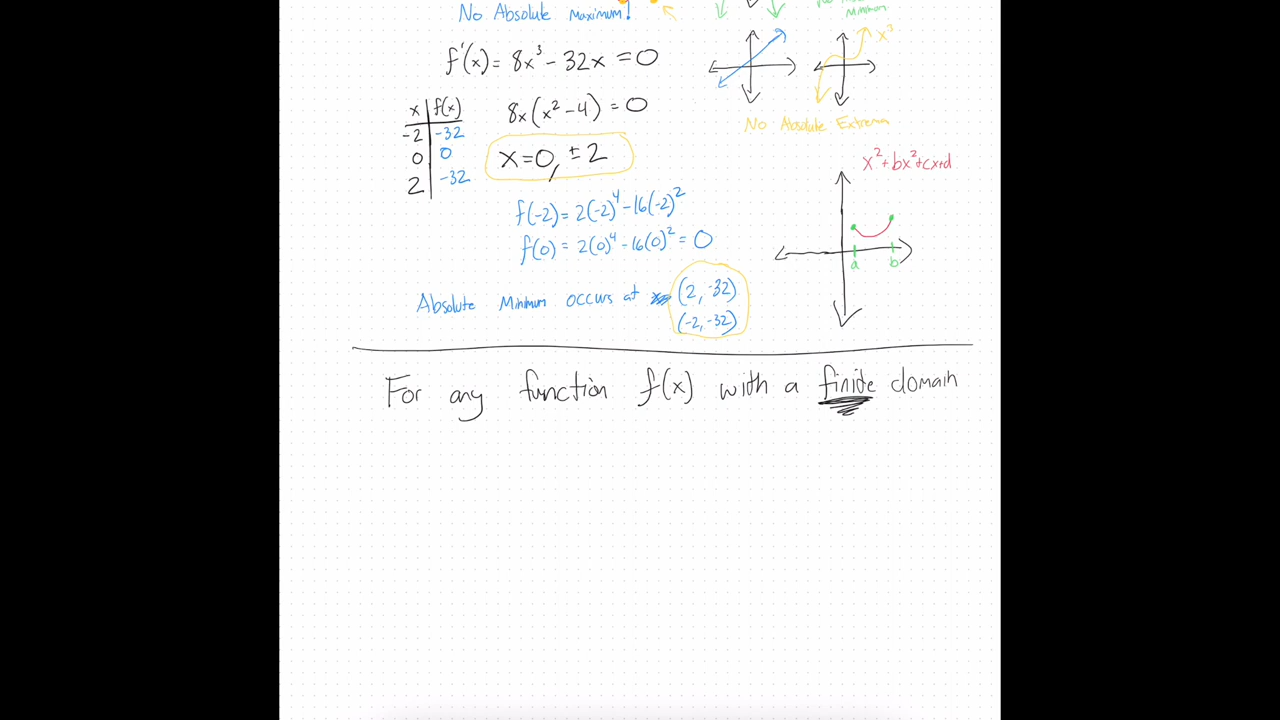 No Absolute Maximum!
Minimum
f'(x) = 8x³ - 32x = 0
x³
x | f(x)
-2 | -32
0 | 0
2 | -32
8x(x² - 4) = 0
x = 0, ±2
No Absolute Extrema
x² + bx² + cx + d
f(-2) = 2(-2)⁴ - 16(-2)²
f(0) = 2(0)⁴ - 16(0)² = 0
a b
Absolute Minimum occurs at (2, -32)
(-2, -32)
For any function f(x) with a finite domain